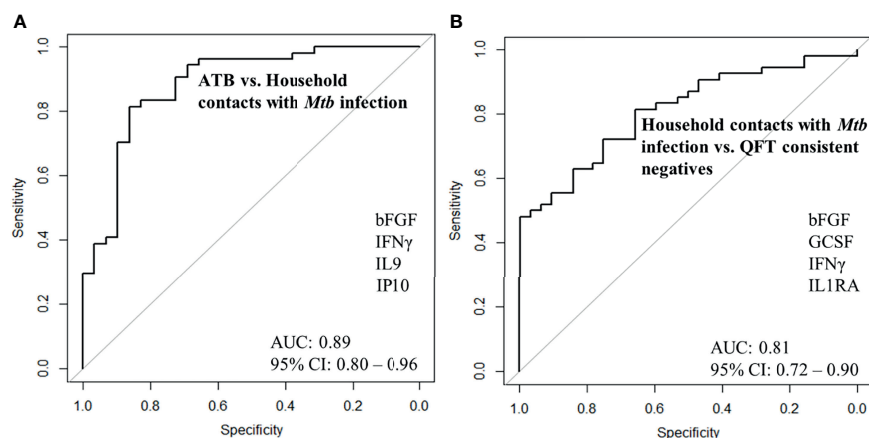 A
1.0
0.8
0.6
0.4
0.2
0.0
Sensitivity
ATB vs. Household
contacts with Mtb infection
bFGF
IFNγ
IL9
IP10
AUC: 0.89
95% CI: 0.80 – 0.96
1.0 0.8 0.6 0.4 0.2 0.0
Specificity
B
1.0
0.8
0.6
0.4
0.2
0.0
Sensitivity
Household contacts with Mtb
infection vs. QFT consistent
negatives
bFGF
GCSF
IFNγ
IL1RA
AUC: 0.81
95% CI: 0.72 – 0.90
1.0 0.8 0.6 0.4 0.2 0.0
Specificity